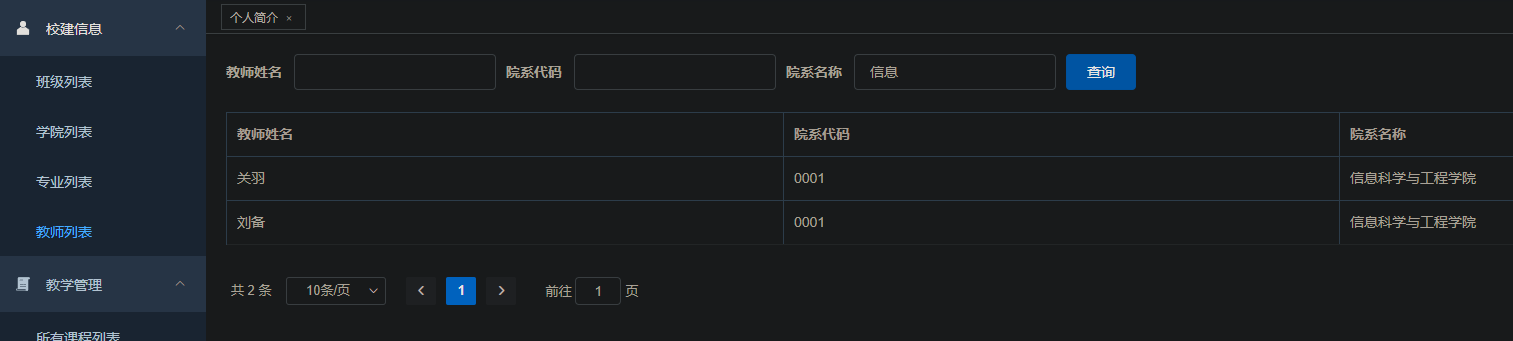 校建信息
班级列表
学院列表
专业列表
教师列表
教学管理
所有课程列表
个人简介 ×
教师姓名 院系代码 院系名称 信息 查询
教师姓名 院系代码 院系名称
关羽 0001 信息科学与工程学院
刘备 0001 信息科学与工程学院
共 2 条 10条/页 1 前往 1 页